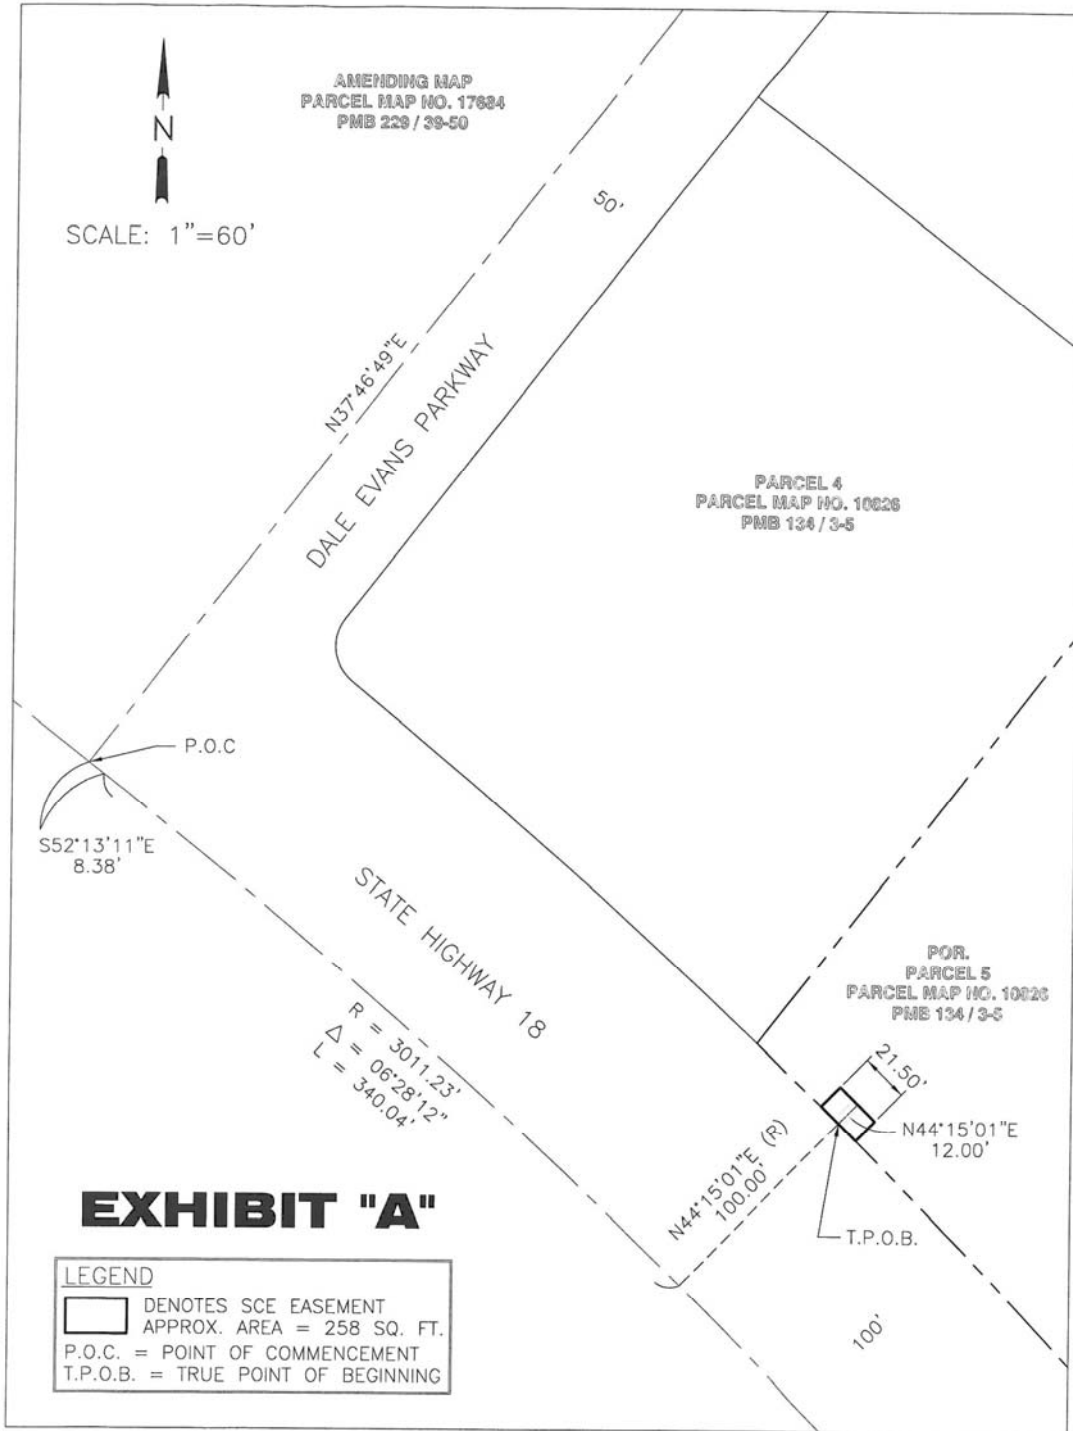 AMENDING MAP
PARCEL MAP NO. 17684
PMB 229 / 39-50
N
SCALE: 1"=60'
50'
N37°46'49"E
DALE EVANS PARKWAY
PARCEL 4
PARCEL MAP NO. 10826
PMB 134 / 3-5
P.O.C
S52°13'11"E
8.38'
STATE HIGHWAY 18
R = 3011.23'
Δ = 06°28'12"
L = 340.04'
POR.
PARCEL 5
PARCEL MAP NO. 10826
PMB 134 / 3-5
21.50'
N44°15'01"E
12.00'
N44°15'01"E (R)
100.00'
T.P.O.B.
100'
EXHIBIT "A"
LEGEND
DENOTES SCE EASEMENT
APPROX. AREA = 258 SQ. FT.
P.O.C. = POINT OF COMMENCEMENT
T.P.O.B. = TRUE POINT OF BEGINNING